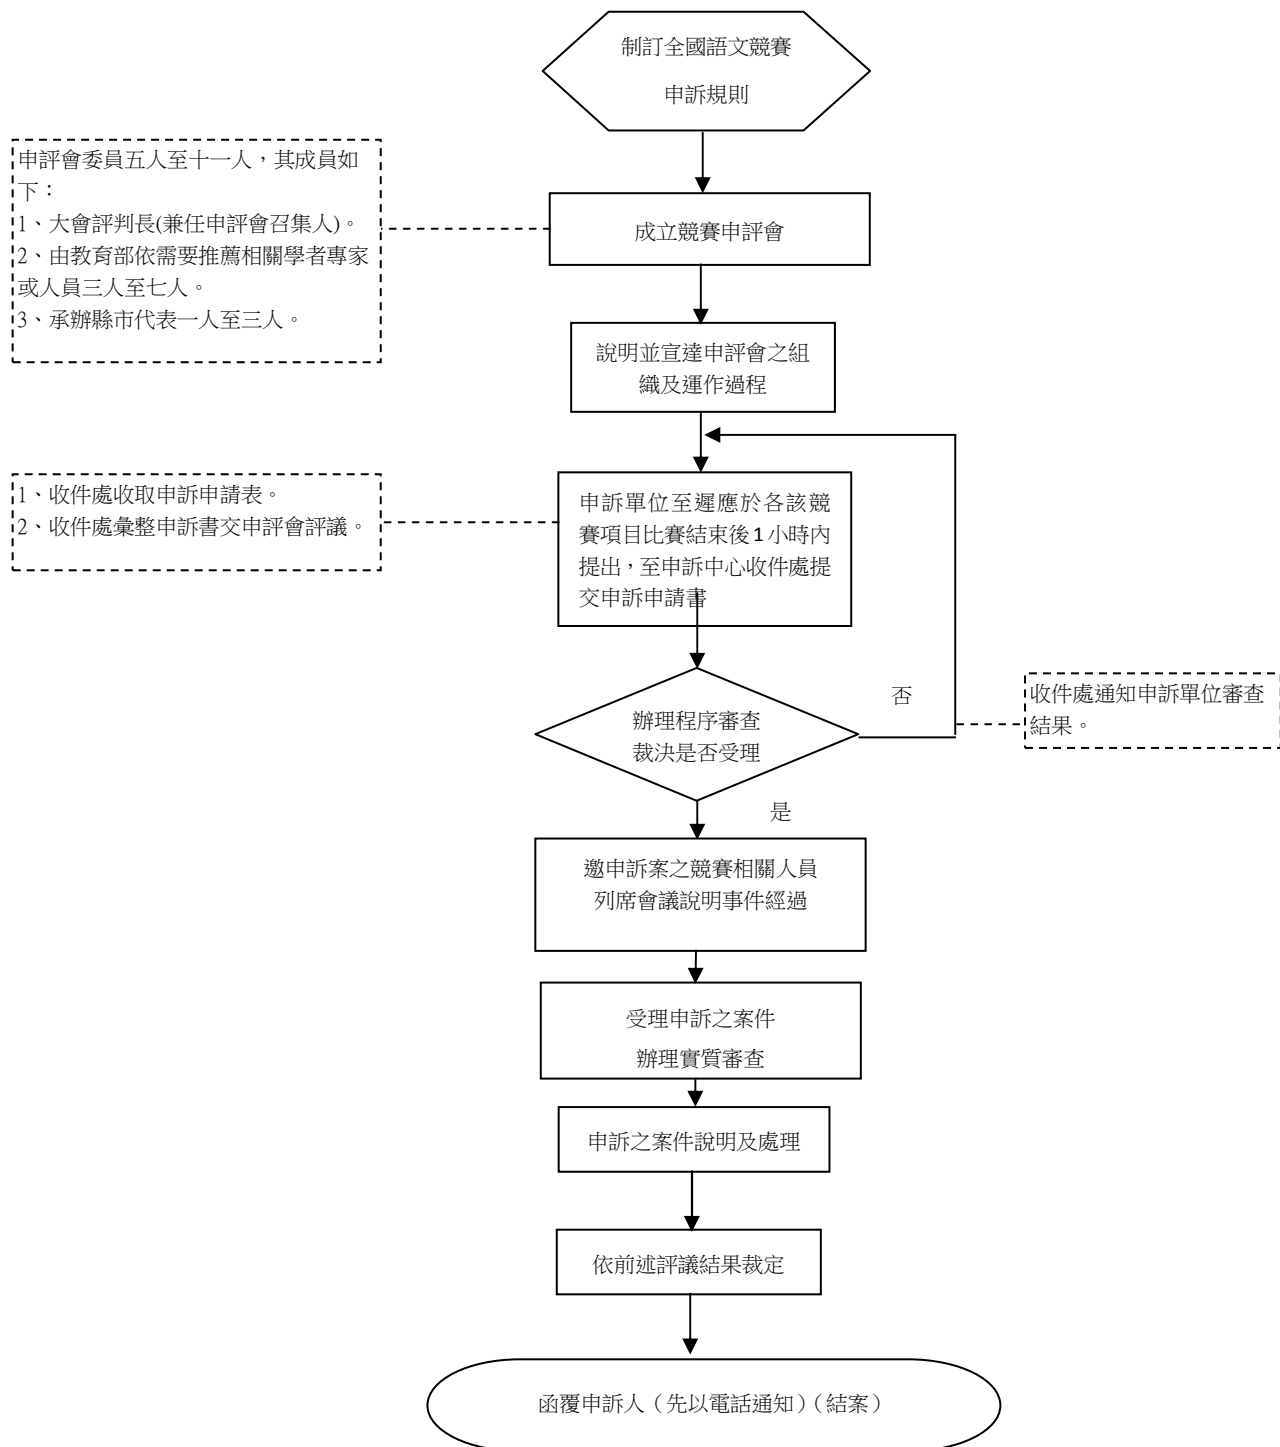 制訂全國語文競賽
申訴規則
申評會委員五人至十一人，其成員如
下：
1、大會評判長(兼任申評會召集人)。
2、由教育部依需要推薦相關學者專家
或人員三人至七人。
3、承辦縣市代表一人至三人。
成立競賽申評會
說明並宣達申評會之組
織及運作過程
1、收件處收取申訴申請表。
2、收件處彙整申訴書交申評會評議。
申訴單位至遲應於各該競
賽項目比賽結束後1小時內
提出，至申訴中心收件處提
交申訴申請書
辦理程序審查
裁決是否受理
否
收件處通知申訴單位審查
結果。
是
邀申訴案之競賽相關人員
列席會議說明事件經過
受理申訴之案件
辦理實質審查
申訴之案件說明及處理
依前述評議結果裁定
函覆申訴人（先以電話通知）（結案）